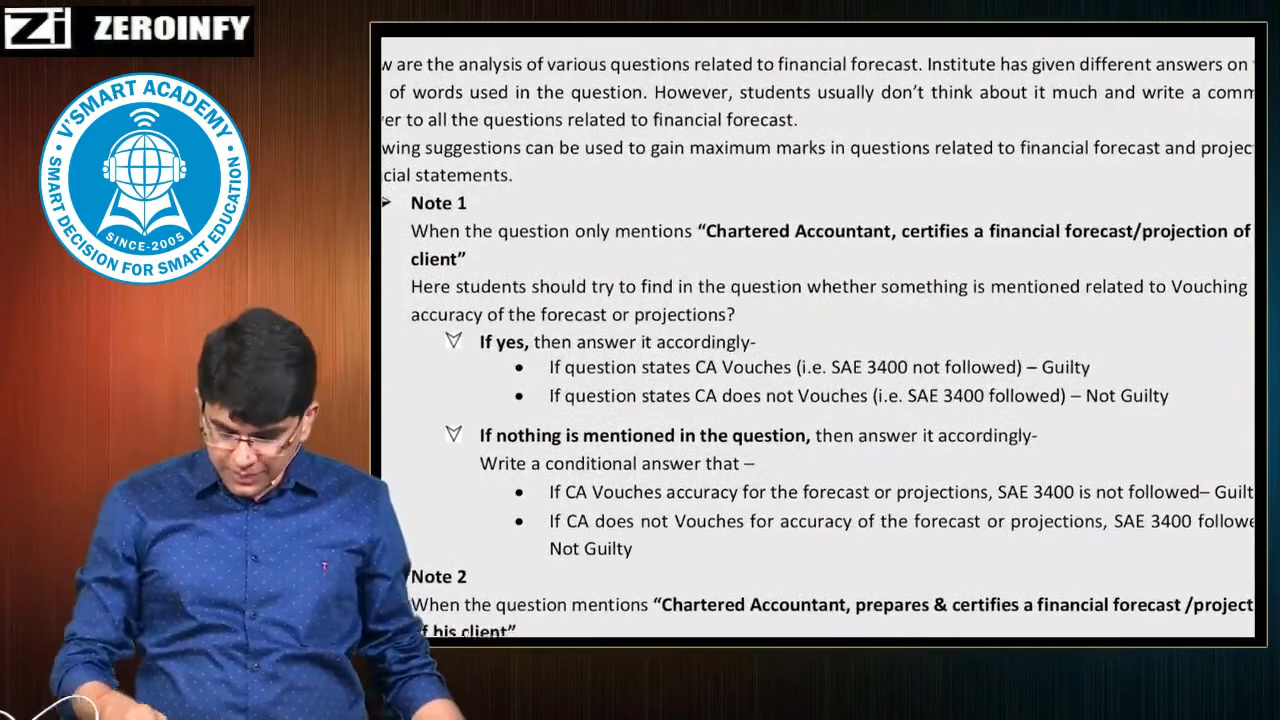 Zi ZEROINFY
V'SMART ACADEMY
SMART DECISION FOR SMART EDUCATION
SINCE-2005
are the analysis of various questions related to financial forecast. Institute has given different answers on
of words used in the question. However, students usually don't think about it much and write a
to all the questions related to financial forecast.
suggestions can be used to gain maximum marks in questions related to financial forecast and
statements.
➢ Note 1
When the question only mentions "Chartered Accountant, certifies a financial forecast/projection of
client"
Here students should try to find in the question whether something is mentioned related to Vouching
accuracy of the forecast or projections?
If yes, then answer it accordingly-
• If question states CA Vouches (i.e. SAE 3400 not followed) – Guilty
• If question states CA does not Vouches (i.e. SAE 3400 followed) – Not Guilty
If nothing is mentioned in the question, then answer it accordingly-
Write a conditional answer that –
• If CA Vouches accuracy for the forecast or projections, SAE 3400 is not followed–
• If CA does not Vouches for accuracy of the forecast or projections, SAE 3400
Not Guilty
Note 2
When the question mentions "Chartered Accountant, prepares & certifies a financial forecast
his client"